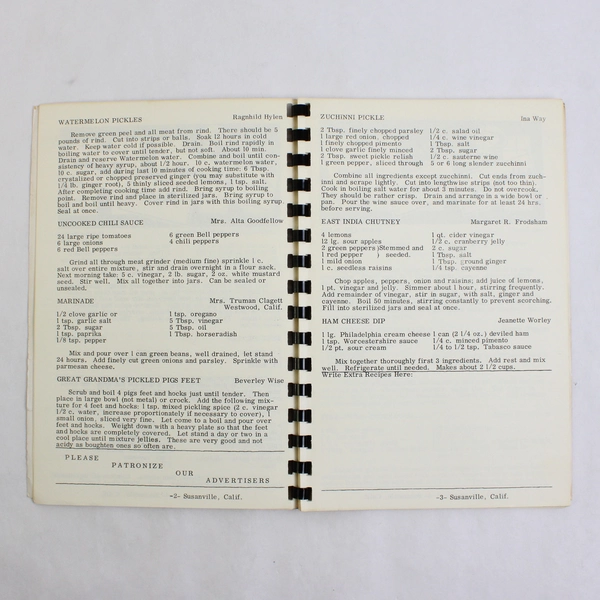 WATERMELON PICKLES Ragnhild Hylen
Remove green peel and all meat from rind. There should be 5
pounds of rind. Cut into strips or balls. Soak 12 hours in cold
water. Keep water cold if possible. Drain. Boil rind rapidly in
boiling water to cover until tender, but not soft. About 10 min.
Drain and reserve Watermelon water. Combine and boil until con-
sistency of heavy syrup, about 1/2 hour. 10 c. watermelon water,
10 c. sugar, add during last 10 minutes of cooking time; 6 Thsp.
crystalized or chopped preserved ginger (you may substitute with
1/4 lb. ginger root), 5 thinly sliced seeded lemons, 1 tsp. salt.
After completing cooking time add rind. Bring syrup to boiling
point. Remove rind and place in sterilized jars. Bring syrup to
boil and boil until heavy. Cover rind in jars with this boiling syrup.
Seal at once.
UNCOOKED CHILI SAUCE Mrs. Alta Goodfellow
24 large ripe tomatoes 6 green Bell peppers
6 large onions 4 chili peppers
6 red Bell peppers
Grind all through meat grinder (medium fine) sprinkle 1 c.
salt over entire mixture, stir and drain overnight in a flour sack.
Next morning take: 5 c. vinegar, 2 lb. sugar, 2 oz. white mustard
seed. Stir well. Mix all together into jars. Can be sealed or
unsealed.
MARINADE Mrs. Truman Clagett
Westwood, Calif.
1/2 clove garlic or 1 tsp. oregano
1 tsp. garlic salt 5 Tbsp. vinegar
2 Tbsp. sugar 5 Tbsp. oil
1 tsp. paprika 1 Tbsp. horseradish
1/8 tsp. pepper
Mix and pour over 1 can green beans, well drained, let stand
24 hours. Add finely cut green onions and parsley. Sprinkle with
parmesan cheese.
GREAT GRANDMA'S PICKLED PIGS FEET Beverley Wise
Scrub and boil 4 pigs feet and hocks just until tender. Then
place in large bowl (not metal) or crock. Add the following mix-
ture for 4 feet and hocks: 1 tsp. mixed pickling spice (2 c. vinegar
1/2 c. water, increase proportionately if necessary to cover), 1
small onion, sliced very fine. Let come to a boil and pour over
feet and hocks. Weight down with a heavy plate so that the feet
and hocks are completely covered. Let stand a day or two in a
cool place until mixture jellies. These are very good and not
acidy as boughten ones so often are.
PLEASE
PATRONIZE
OUR
ADVERTISERS
-2- Susanville, Calif.
ZUCHINNI PICKLE Ina Way
2 Thsp. finely chopped parsley 1/2 c. salad oil
1 large red onion, chopped 1/4 c. wine vinegar
1 finely chopped pimento 1 Tbsp. salt
1 clove garlic finely minced 2 Tbsp. sugar
2 Tbsp. sweet pickle relish 1/2 c. sauterne wine
1 green pepper, sliced through 5 or 6 long slender zucchinni
Combine all ingredients except zucchinni. Cut ends from zuch-
inni and scrape lightly. Cut into lengthwise strips (not too thin).
Cook in boiling salt water for about 3 minutes. Do not overcook.
They should be rather crisp. Drain and arrange in a wide bowl or
pan. Pour the wine sauce over, and marinate for at least 24 hrs.
before serving.
EAST INDIA CHUTNEY Margaret R. Frodsham
4 lemons 1 qt. cider vinegar
12 lg. sour apples 1/2 c. cranberry jelly
2 green peppers)Stemmed and 2 c. sugar
1 red pepper ) seeded. 1 Tbsp. salt
1 mild onion 1 Tbsp. ground ginger
1 c. seedless raisins 1/4 tsp. cayenne
Chop apples, peppers, onion and raisins; add juice of lemons,
1 pt. vinegar and jelly. Simmer about 1 hour, stirring frequently.
Add remainder of vinegar, stir in sugar, with salt, ginger and
cayenne. Boil 50 minutes, stirring constantly to prevent scorching.
Fill into sterilized jars and seal at once.
HAM CHEESE DIP Jeanette Worley
1 lg. Philadelphia cream cheese 1 can (2 1/4 oz.) deviled ham
1 tsp. Worcestershire sauce 1/4 c. minced pimento
1/2 pt. sour cream 1/4 to 1/2 tsp. Tabasco sauce
Mix together thoroughly first 3 ingredients. Add rest and mix
well. Refrigerate until needed. Makes about 2 1/2 cups.
Write Extra Recipes Here:
-3- Susanville, Calif.